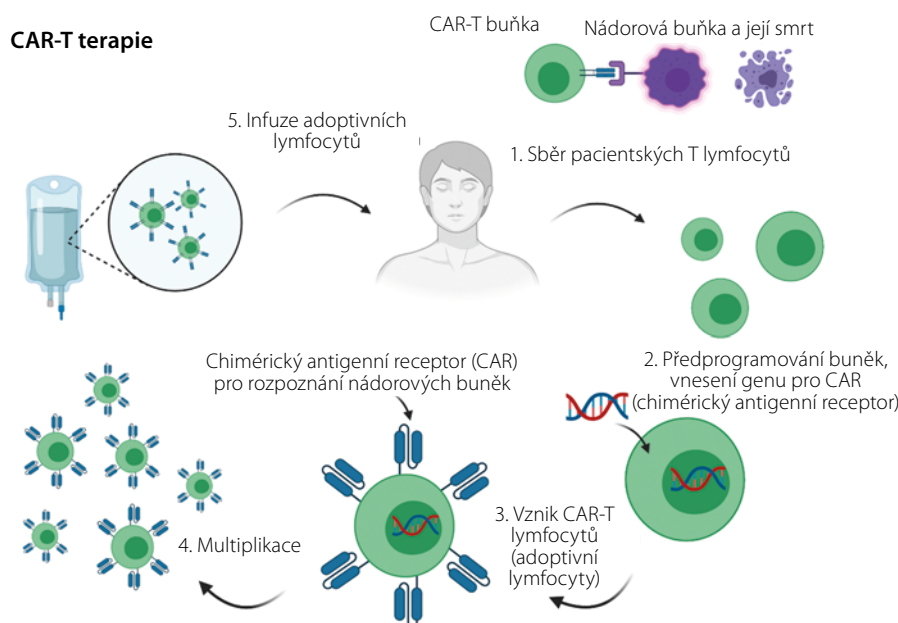 CAR-T terapie
CAR-T buňka
Nádorová buňka a její smrt
5. Infuze adoptivních
lymfocytů
1. Sběr pacientských T lymfocytů
Chimérický antigenní receptor (CAR)
pro rozpoznání nádorových buněk
2. Předprogramování buněk,
vnesení genu pro CAR
(chimérický antigenní receptor)
3. Vznik CAR-T
lymfocytů
(adoptivní
lymfocyty)
4. Multiplikace